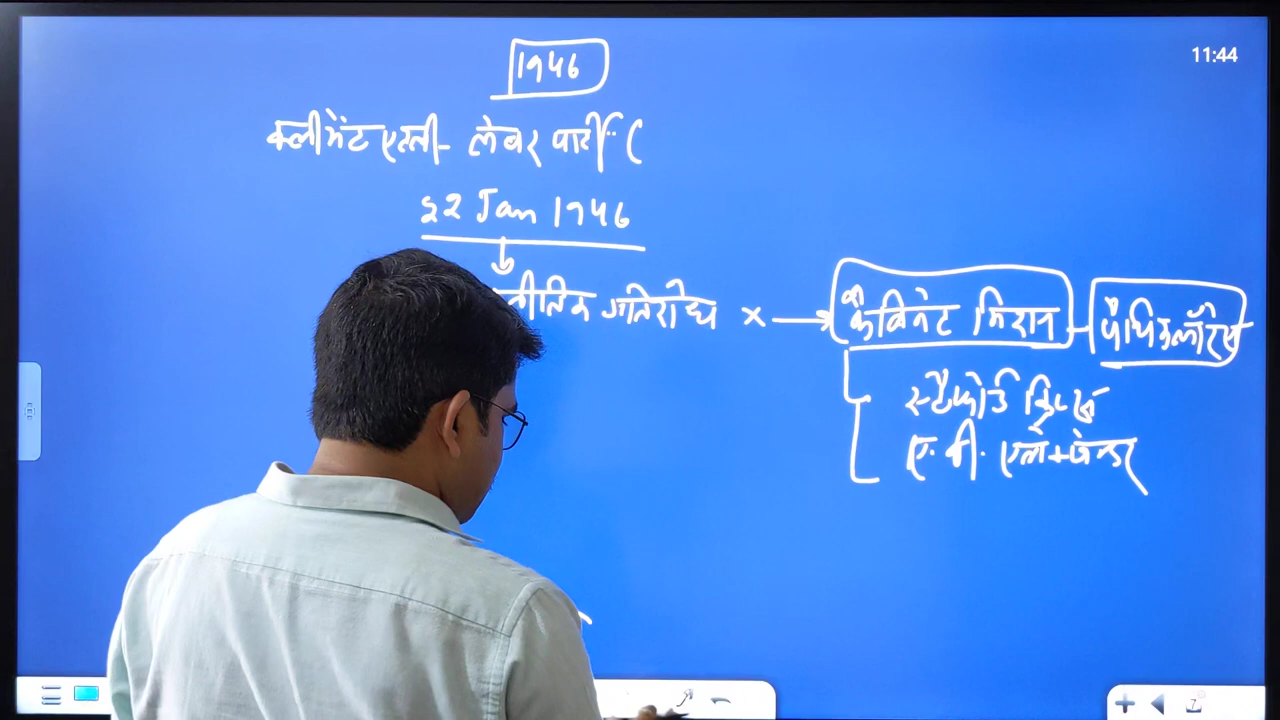 11:44
1946
क्लीमेंट एटली - लेबर पार्टी (
22 Jan 1946
नीतिक गतिरोध × → कैबिनेट मिशन - पैथिक लॉरेंस
स्टैफोर्ड क्रिप्स
ए. वी. एलेक्जेंडर